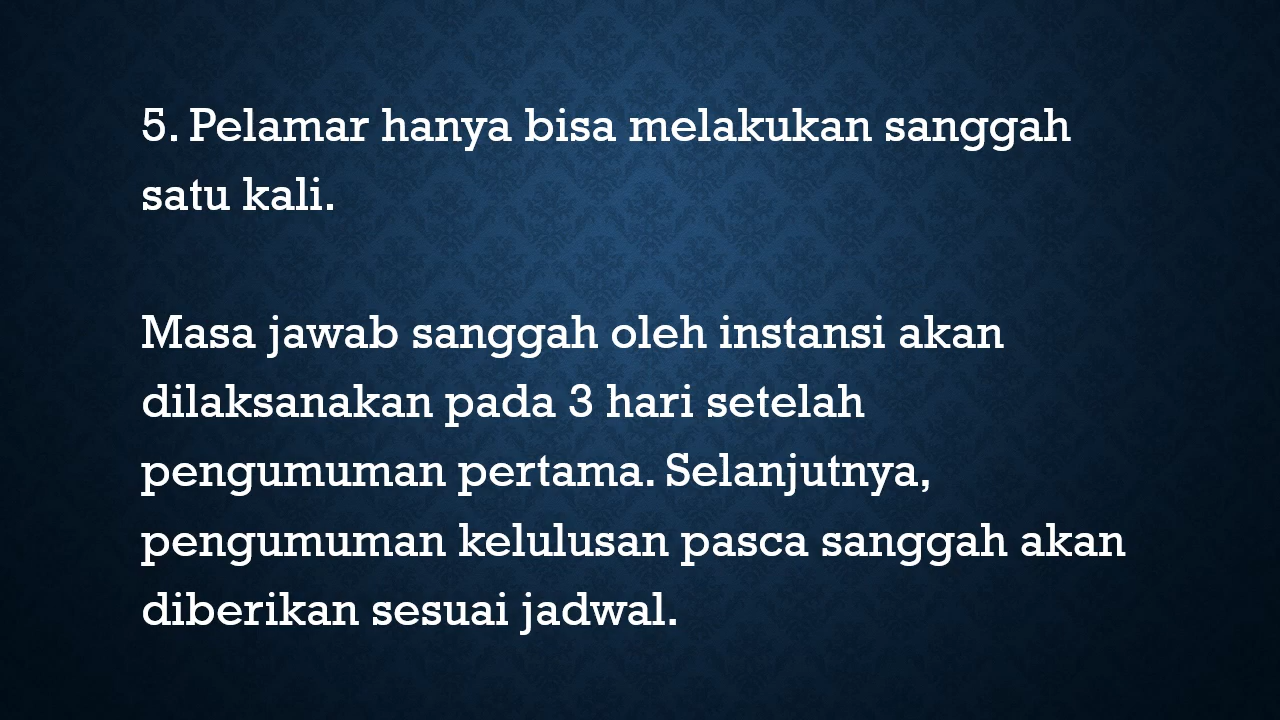 5. Pelamar hanya bisa melakukan sanggah
satu kali.
Masa jawab sanggah oleh instansi akan
dilaksanakan pada 3 hari setelah
pengumuman pertama. Selanjutnya,
pengumuman kelulusan pasca sanggah akan
diberikan sesuai jadwal.